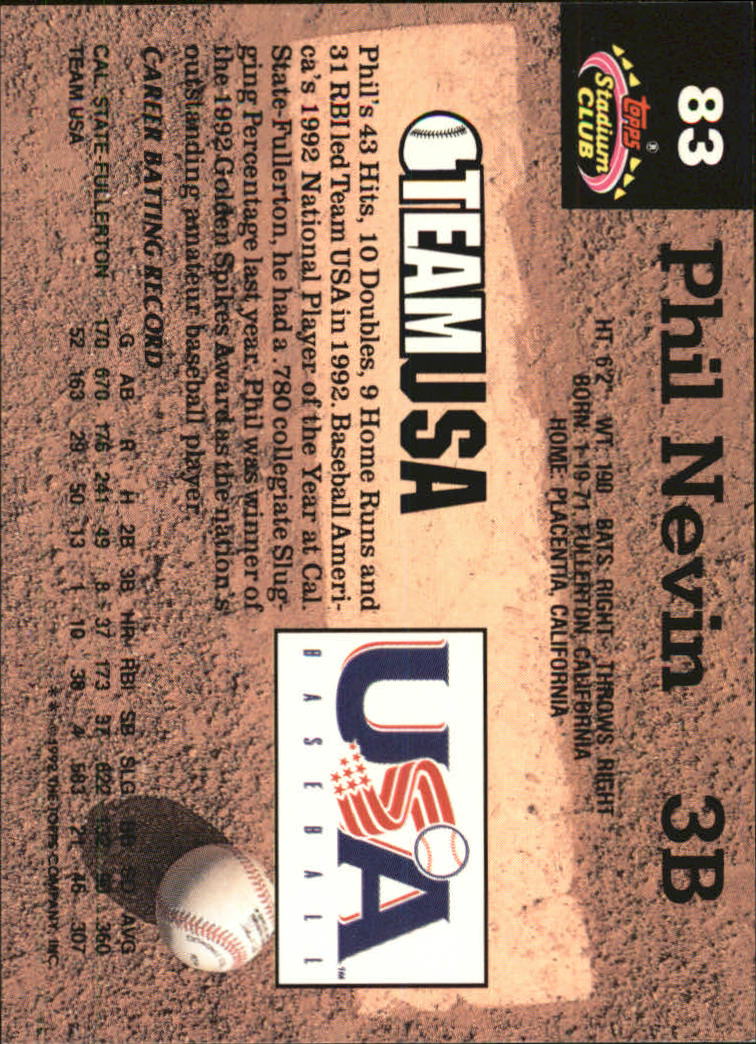 83
Phil Nevin 3B
Topps®
Stadium
CLUB
HT: 6'2" WT: 190 BATS: RIGHT THROWS: RIGHT
BORN: 1-19-71, FULLERTON, CALIFORNIA
HOME: PLACENTIA, CALIFORNIA
TEAM USA
USA
BASEBALL
TM
Phil's 43 Hits, 10 Doubles, 9 Home Runs and
31 RBI led Team USA in 1992. Baseball Ameri-
ca's 1992 National Player of the Year at Cal.
State-Fullerton, he had a .780 collegiate Slug-
ging Percentage last year. Phil was winner of
the 1992 Golden Spikes Award as the nation's
outstanding amateur baseball player.
CAREER BATTING RECORD
G AB R H 2B 3B HR RBI SB SLG BB SO AVG
CAL. STATE-FULLERTON 170 670 176 241 49 8 37 173 37 .622 .360
TEAM USA 52 163 29 50 13 1 10 38 4 .583 21 46 .307
THE TOPPS COMPANY, INC.